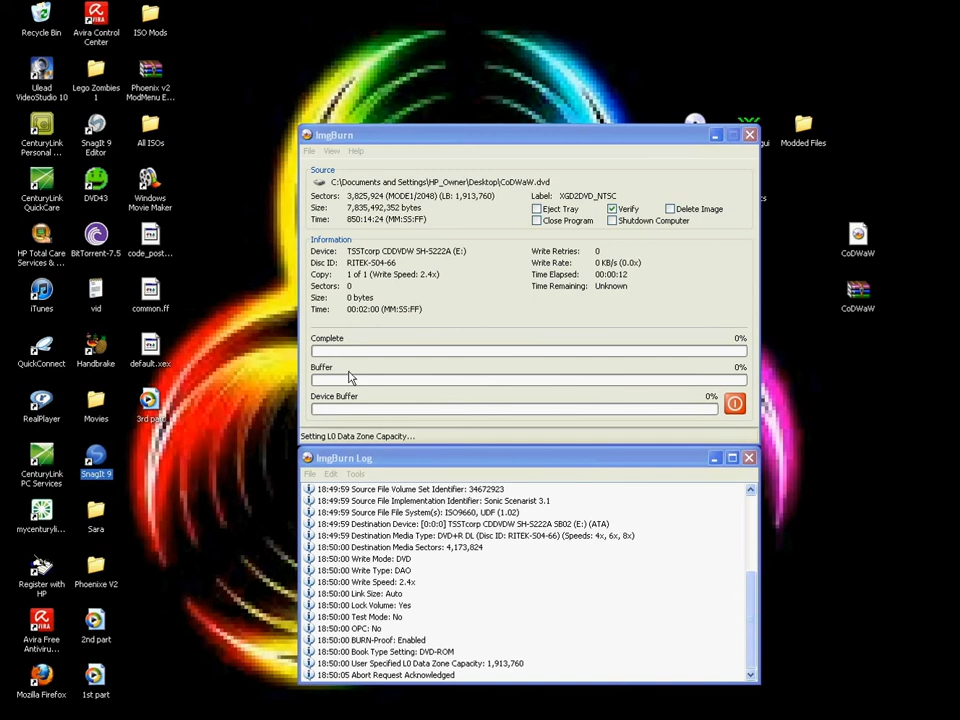 Recycle Bin
Avira Control
Center
ISO Mods
Ulead
VideoStudio 10
Lego Zombies
1
Phoenix v2
ModMenu E...
CenturyLink
Personal ...
SnagIt 9
Editor
All ISOs
CenturyLink
QuickCare
DVD43
Windows
Movie Maker
HP Total Care
Services & ...
BitTorrent-7.5
code_post...
iTunes
vid
common.ff
QuickConnect
Handbrake
default.xex
RealPlayer
Movies
3rd part
CenturyLink
PC Services
SnagIt 9
mycenturyli...
Sara
Register with
HP
Phoenixe V2
Avira Free
Antiviru...
2nd part
Mozilla Firefox
1st part
Modded Files
CoDWaW
CoDWaW
ImgBurn
File View Help
Source
C:\Documents and Settings\HP_Owner\Desktop\CoDWaW.dvd
Sectors: 3,825,924 (MODE1/2048) (LB: 1,913,760)
Label: XGD2DVD_NTSC
Size: 7,835,492,352 bytes
Eject Tray Verify Delete Image
Time: 850:14:24 (MM:SS:FF)
Close Program Shutdown Computer
Information
Device: TSSTcorp CDDVDW SH-S222A (E:)
Write Retries: 0
Disc ID: RITEK-S04-66
Write Rate: 0 KB/s (0.0x)
Copy: 1 of 1 (Write Speed: 2.4x)
Time Elapsed: 00:00:12
Sectors: 0
Time Remaining: Unknown
Size: 0 bytes
Time: 00:02:00 (MM:SS:FF)
Complete 0%
Buffer 0%
Device Buffer 0%
Setting L0 Data Zone Capacity...
ImgBurn Log
File Edit Tools
18:49:59 Source File Volume Set Identifier: 34672923
18:49:59 Source File Implementation Identifier: Sonic Scenarist 3.1
18:49:59 Source File File System(s): ISO9660, UDF (1.02)
18:49:59 Destination Device: [0:0:0] TSSTcorp CDDVDW SH-S222A SB02 (E:) (ATA)
18:49:59 Destination Media Type: DVD+R DL (Disc ID: RITEK-S04-66) (Speeds: 4x, 6x, 8x)
18:50:00 Destination Media Sectors: 4,173,824
18:50:00 Write Mode: DVD
18:50:00 Write Type: DAO
18:50:00 Write Speed: 2.4x
18:50:00 Link Size: Auto
18:50:00 Lock Volume: Yes
18:50:00 Test Mode: No
18:50:00 OPC: No
18:50:00 BURN-Proof: Enabled
18:50:00 Book Type Setting: DVD-ROM
18:50:00 User Specified L0 Data Zone Capacity: 1,913,760
18:50:05 Abort Request Acknowledged